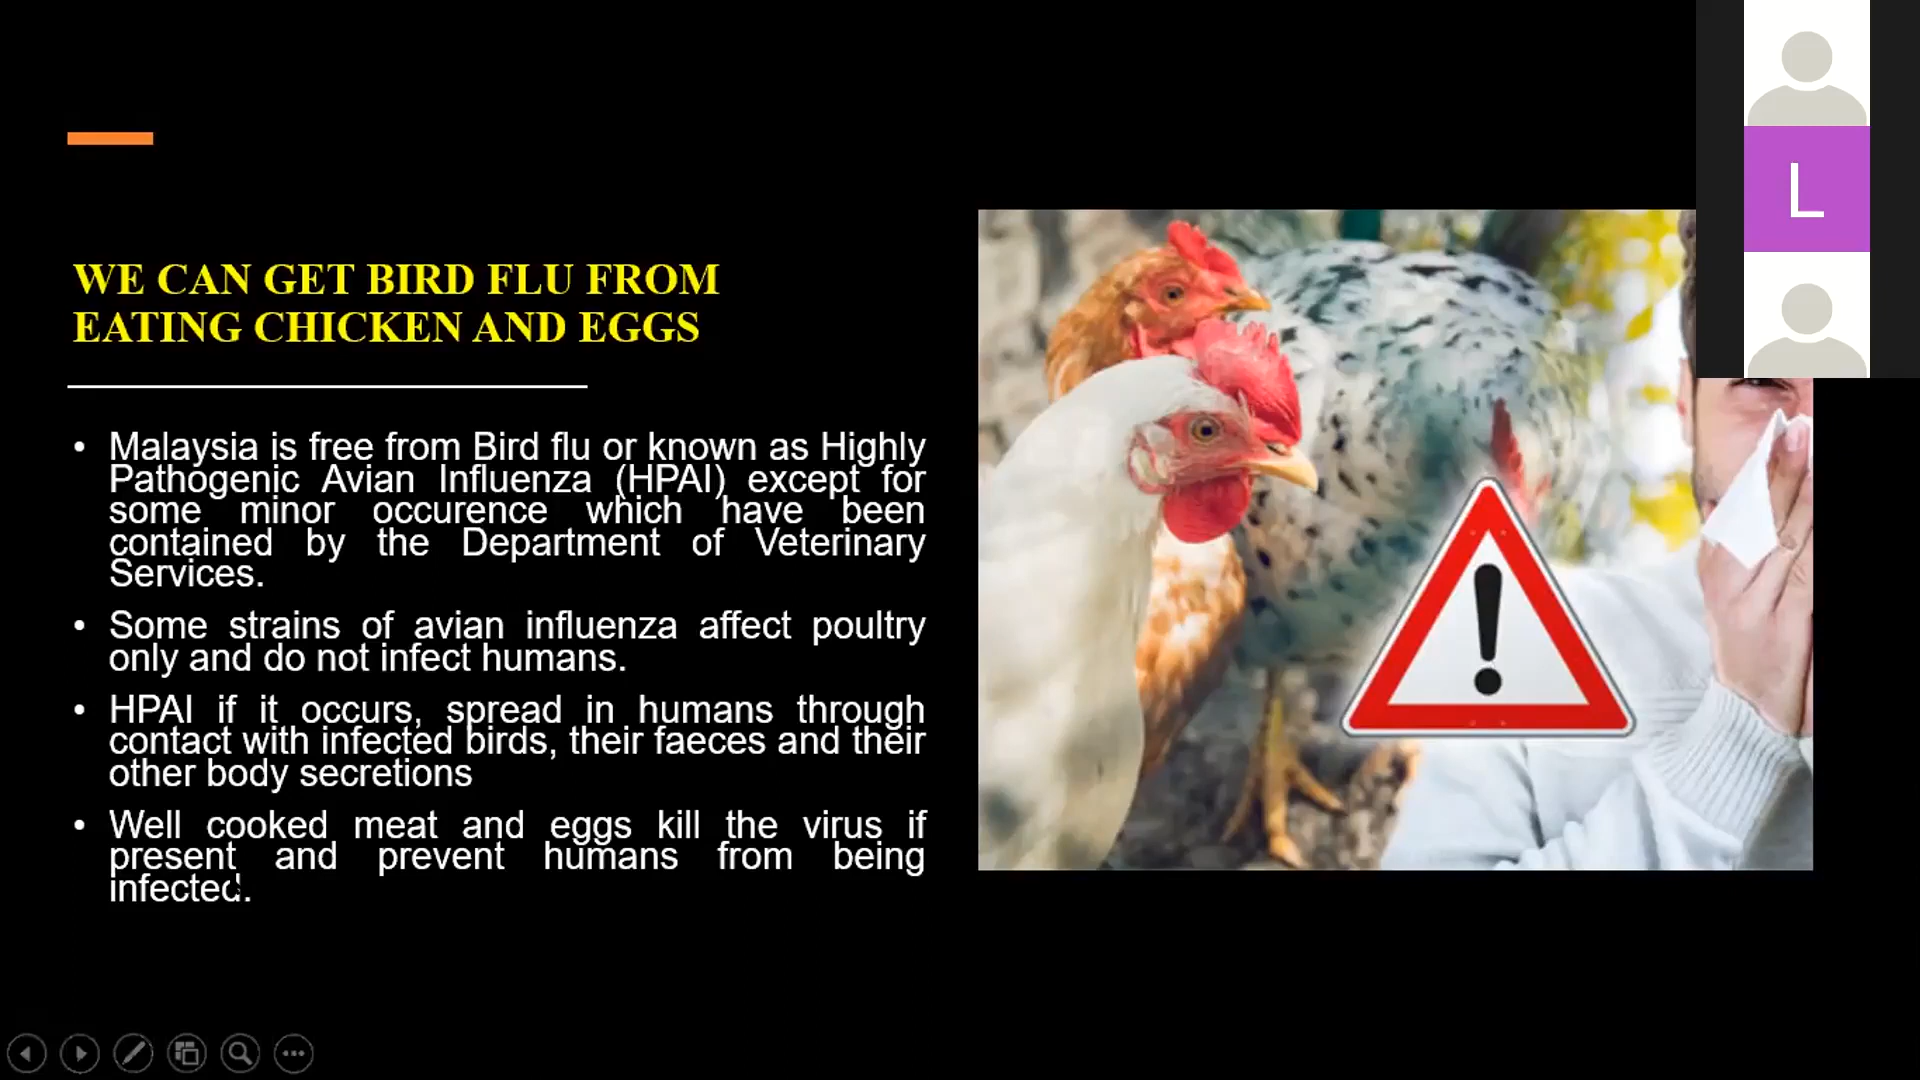 WE CAN GET BIRD FLU FROM
EATING CHICKEN AND EGGS
• Malaysia is free from Bird flu or known as Highly
Pathogenic Avian Influenza (HPAI) except for
some minor occurence which have been
contained by the Department of Veterinary
Services.
• Some strains of avian influenza affect poultry
only and do not infect humans.
• HPAI if it occurs, spread in humans through
contact with infected birds, their faeces and their
other body secretions
• Well cooked meat and eggs kill the virus if
present and prevent humans from being
infected.
L
!